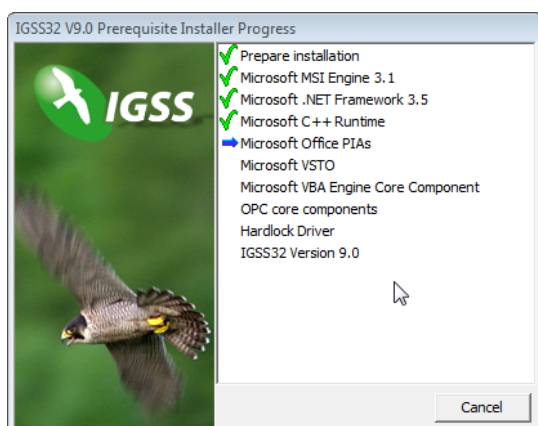 IGSS32 V9.0 Prerequisite Installer Progress
IGSS
Prepare installation
Microsoft MSI Engine 3.1
Microsoft .NET Framework 3.5
Microsoft C++ Runtime
Microsoft Office PIAs
Microsoft VSTO
Microsoft VBA Engine Core Component
OPC core components
Hardlock Driver
IGSS32 Version 9.0
Cancel